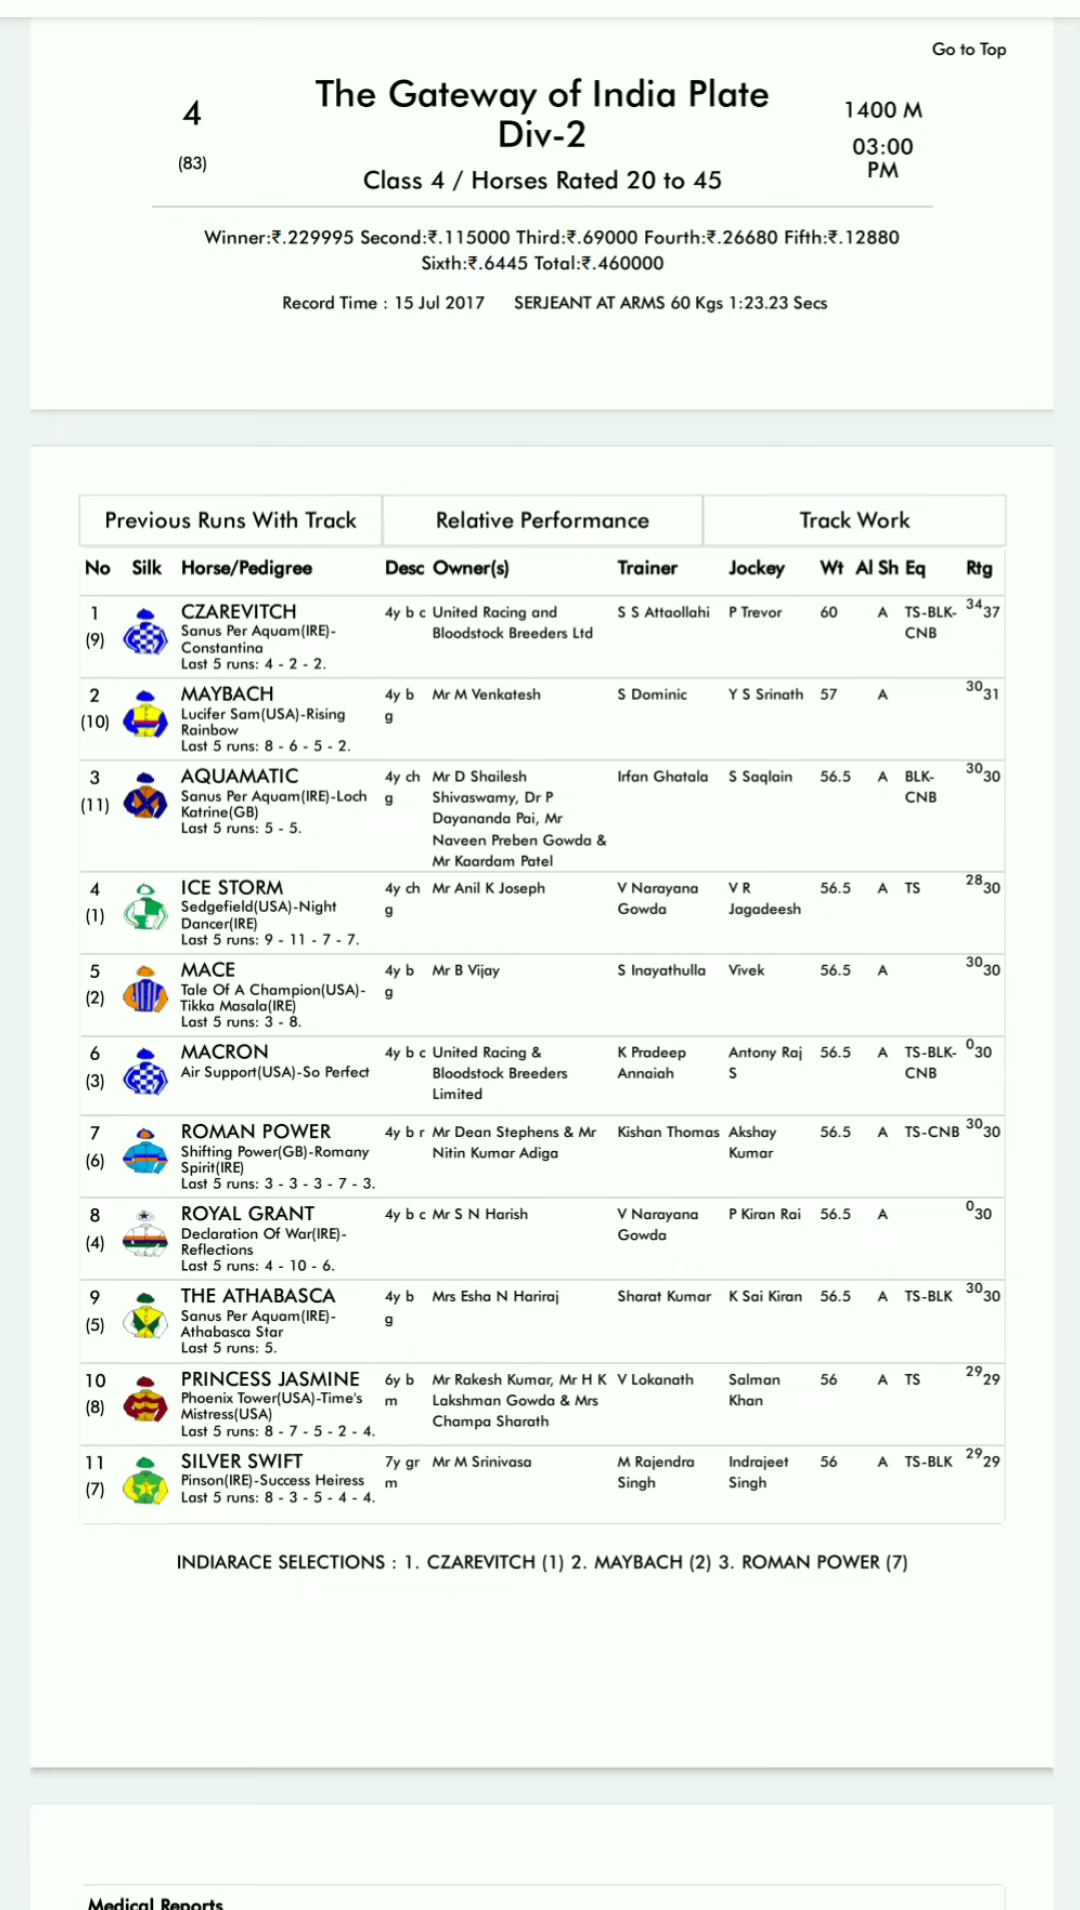 Go to Top
4
(83)
The Gateway of India Plate
Div-2
Class 4 / Horses Rated 20 to 45
1400 M
03:00
PM
Winner:₹.229995 Second:₹.115000 Third:₹.69000 Fourth:₹.26680 Fifth:₹.12880
Sixth:₹.6445 Total:₹.460000
Record Time : 15 Jul 2017 SERJEANT AT ARMS 60 Kgs 1:23.23 Secs
Previous Runs With Track Relative Performance Track Work
No Silk Horse/Pedigree Desc Owner(s) Trainer Jockey Wt Al Sh Eq Rtg
1 CZAREVITCH 4y b c United Racing and S S Attaollahi P Trevor 60 A TS-BLK- 34 37
(9) Sanus Per Aquam(IRE)- Bloodstock Breeders Ltd CNB
Constantina
Last 5 runs: 4 - 2 - 2.
2 MAYBACH 4y b Mr M Venkatesh S Dominic Y S Srinath 57 A 30 31
(10) Lucifer Sam(USA)-Rising g
Rainbow
Last 5 runs: 8 - 6 - 5 - 2.
3 AQUAMATIC 4y ch Mr D Shailesh Irfan Ghatala S Saqlain 56.5 A BLK- 30 30
(11) Sanus Per Aquam(IRE)-Loch g Shivaswamy, Dr P CNB
Katrine(GB) Dayananda Pai, Mr
Last 5 runs: 5 - 5. Naveen Preben Gowda &
Mr Kaardam Patel
4 ICE STORM 4y ch Mr Anil K Joseph V Narayana V R 56.5 A TS 28 30
(1) Sedgefield(USA)-Night g Gowda Jagadeesh
Dancer(IRE)
Last 5 runs: 9 - 11 - 7 - 7.
5 MACE 4y b Mr B Vijay S Inayathulla Vivek 56.5 A 30 30
(2) Tale Of A Champion(USA)- g
Tikka Masala(IRE)
Last 5 runs: 3 - 8.
6 MACRON 4y b c United Racing & K Pradeep Antony Raj 56.5 A TS-BLK- 0 30
(3) Air Support(USA)-So Perfect Bloodstock Breeders Annaiah S CNB
Limited
7 ROMAN POWER 4y b r Mr Dean Stephens & Mr Kishan Thomas Akshay 56.5 A TS-CNB 30 30
(6) Shifting Power(GB)-Romany Nitin Kumar Adiga Kumar
Spirit(IRE)
Last 5 runs: 3 - 3 - 3 - 7 - 3.
8 ROYAL GRANT 4y b c Mr S N Harish V Narayana P Kiran Rai 56.5 A 0 30
(4) Declaration Of War(IRE)- Gowda
Reflections
Last 5 runs: 4 - 10 - 6.
9 THE ATHABASCA 4y b Mrs Esha N Hariraj Sharat Kumar K Sai Kiran 56.5 A TS-BLK 30 30
(5) Sanus Per Aquam(IRE)- g
Athabasca Star
Last 5 runs: 5.
10 PRINCESS JASMINE 6y b Mr Rakesh Kumar, Mr H K V Lokanath Salman 56 A TS 29 29
(8) Phoenix Tower(USA)-Time's m Lakshman Gowda & Mrs Khan
Mistress(USA) Champa Sharath
Last 5 runs: 8 - 7 - 5 - 2 - 4.
11 SILVER SWIFT 7y gr Mr M Srinivasa M Rajendra Indrajeet 56 A TS-BLK 29 29
(7) Pinson(IRE)-Success Heiress m Singh Singh
Last 5 runs: 8 - 3 - 5 - 4 - 4.
INDIARACE SELECTIONS : 1. CZAREVITCH (1) 2. MAYBACH (2) 3. ROMAN POWER (7)
Medical Reports